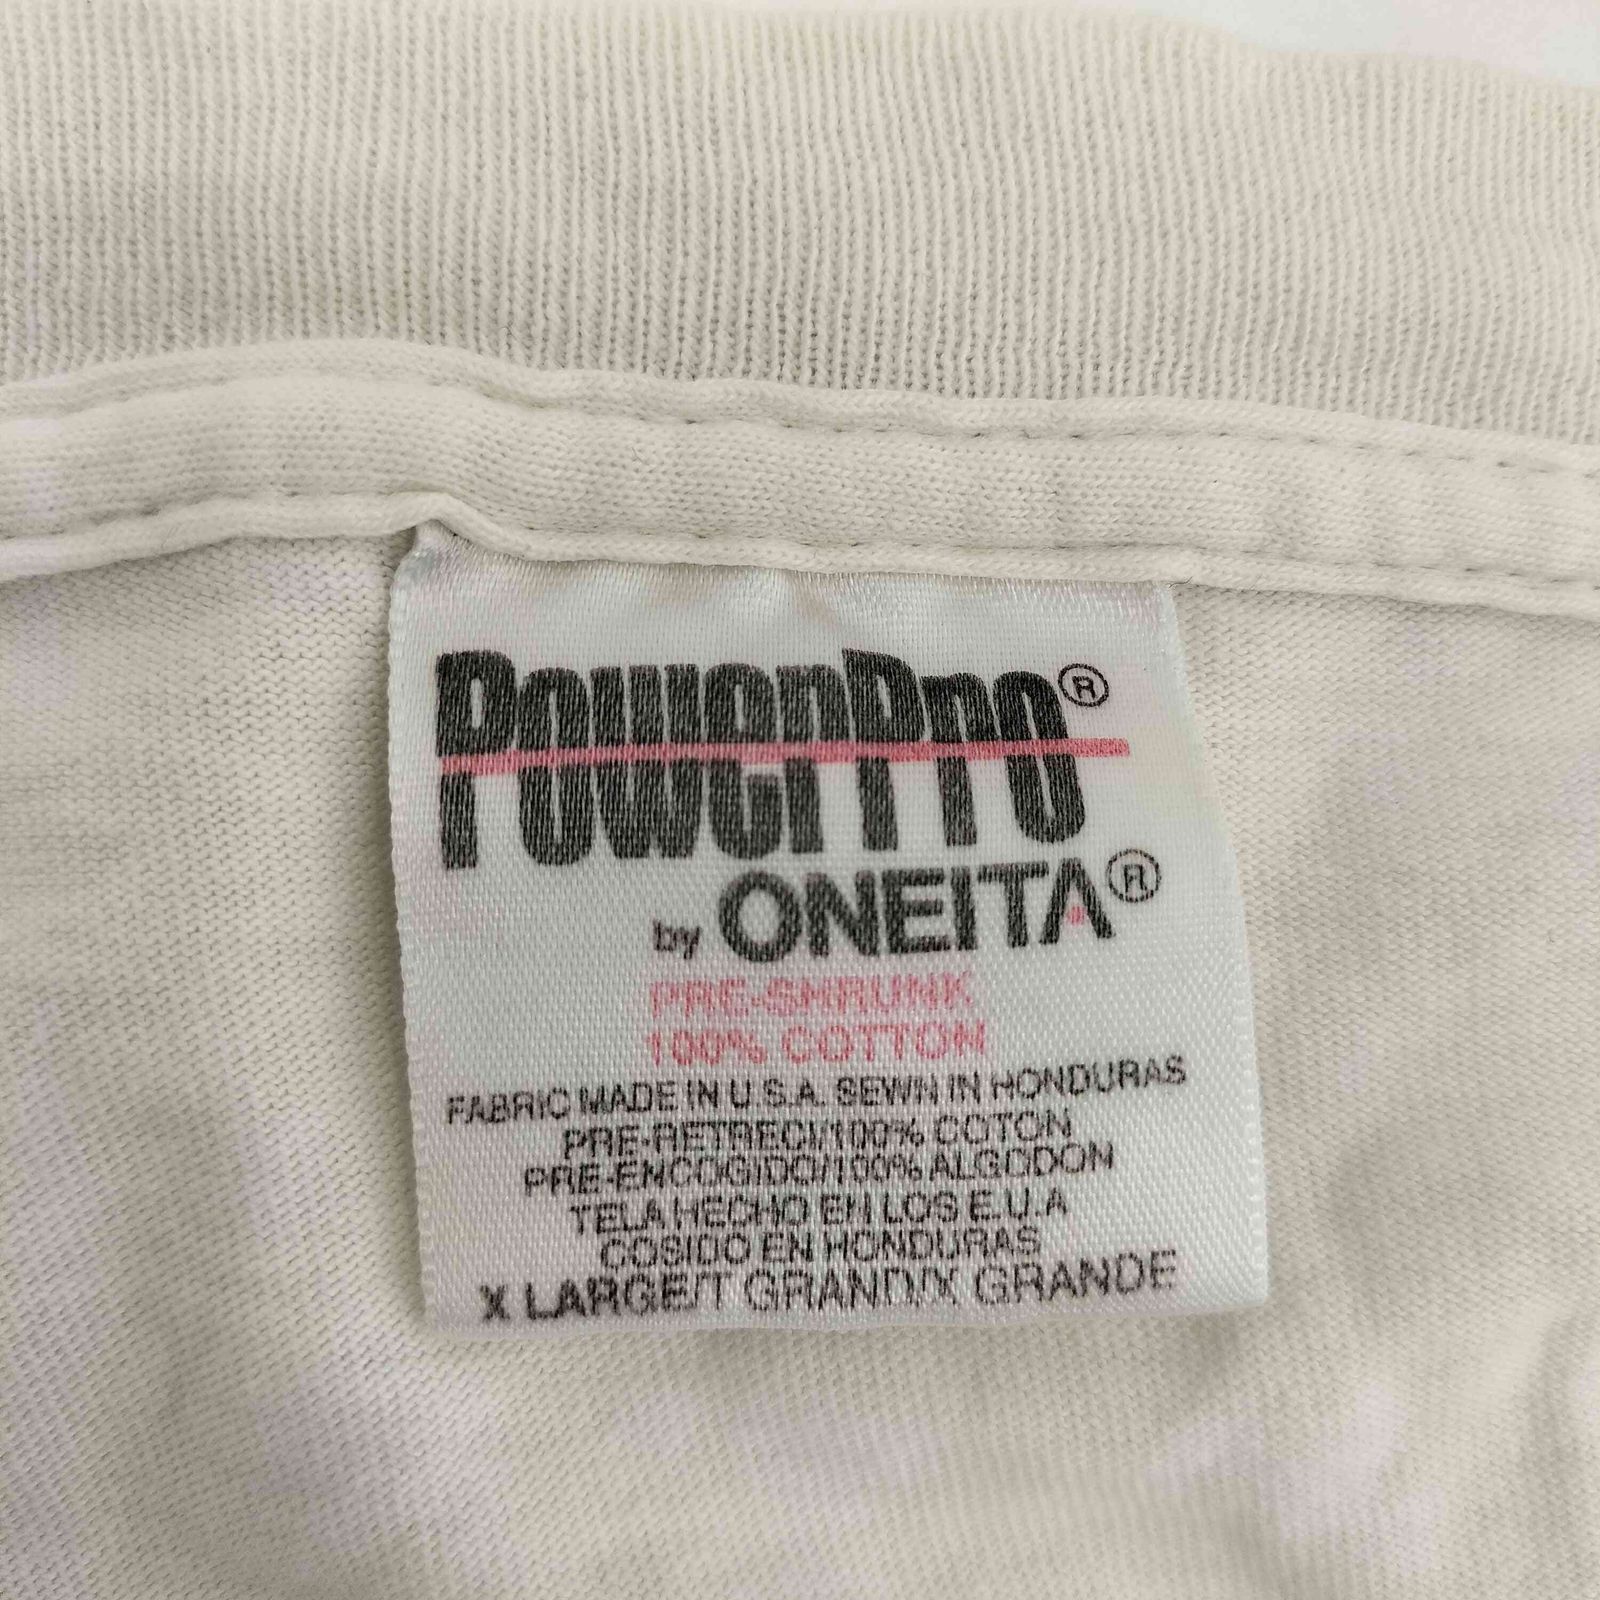 PowerPro®
by ONEITA®
PRE-SHRUNK
100% COTTON
FABRIC MADE IN U.S.A. SEWN IN HONDURAS
PRE-RETRECI/100% COTON
PRE-ENCOGIDO/100% ALGODON
TELA HECHO EN LOS E.U.A
COSIDO EN HONDURAS
X LARGE/T GRAND/X GRANDE